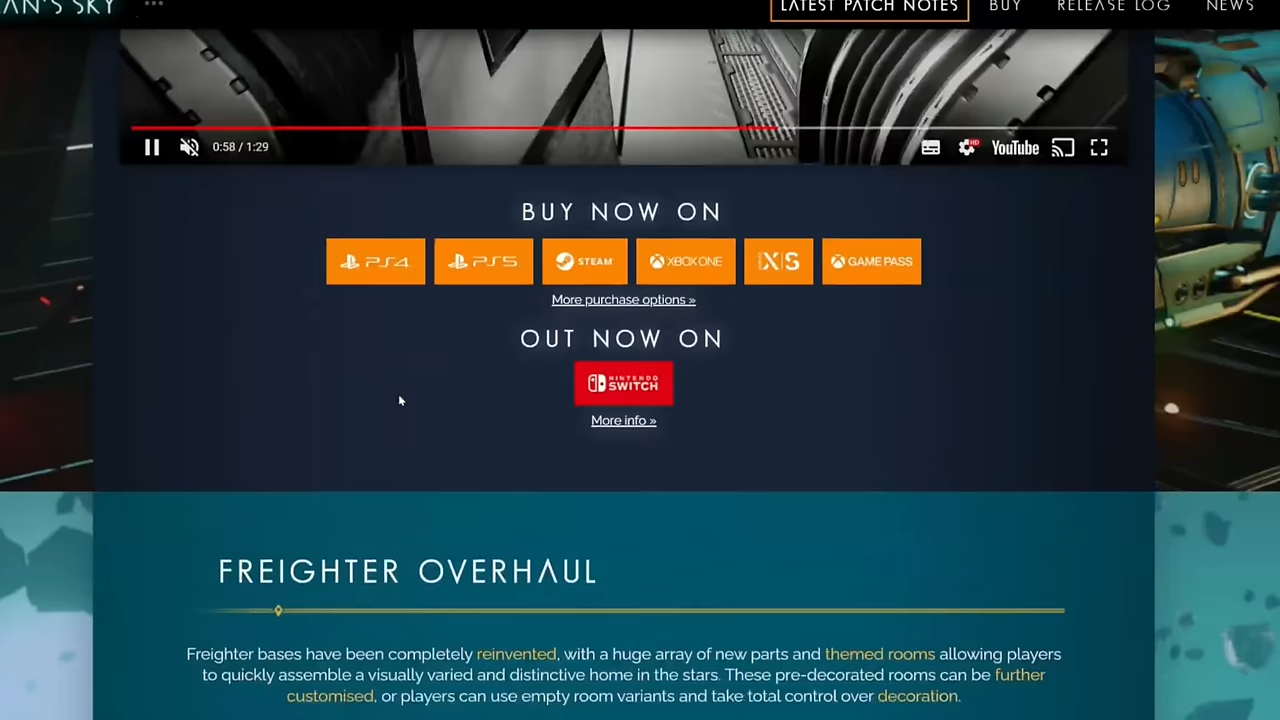 AN'S SKY
LATEST PATCH NOTES BUY RELEASE LOG NEWS
0:58 / 1:29 HD YouTube
BUY NOW ON
PS4 PS5 STEAM XBOX ONE X|S GAME PASS
More purchase options »
OUT NOW ON
NINTENDO
SWITCH
More info »
FREIGHTER OVERHAUL
Freighter bases have been completely reinvented, with a huge array of new parts and themed rooms allowing players
to quickly assemble a visually varied and distinctive home in the stars. These pre-decorated rooms can be further
customised, or players can use empty room variants and take total control over decoration.